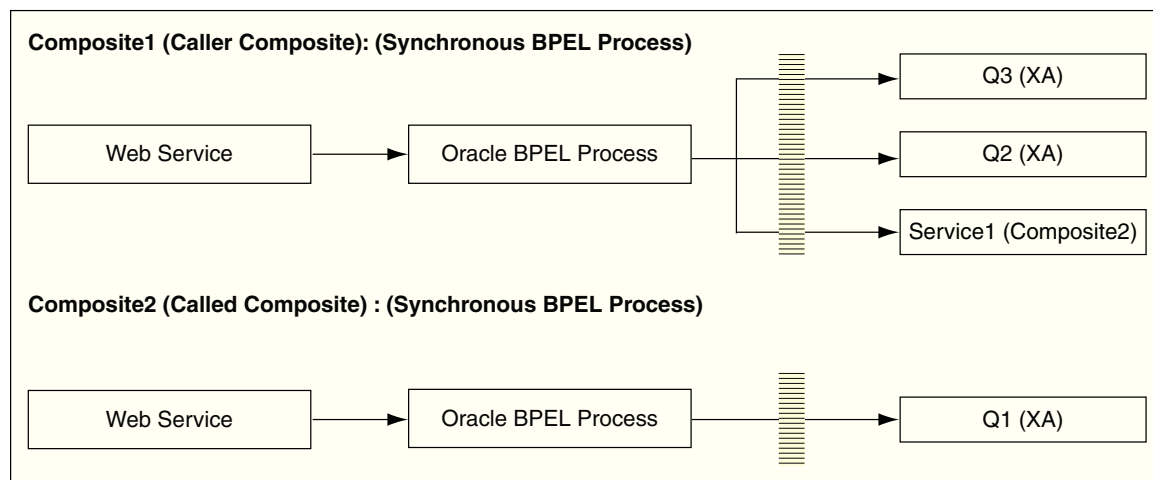 Composite1 (Caller Composite): (Synchronous BPEL Process)
Web Service
Oracle BPEL Process
Q3 (XA)
Q2 (XA)
Service1 (Composite2)
Composite2 (Called Composite) : (Synchronous BPEL Process)
Web Service
Oracle BPEL Process
Q1 (XA)